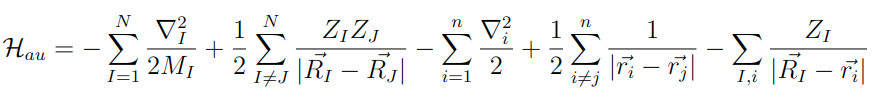 $\mathcal{H}_{au} = -\sum_{I=1}^{N} \frac{\nabla_I^2}{2M_I} + \frac{1}{2} \sum_{I \neq J}^{N} \frac{Z_I Z_J}{|\vec{R_I} - \vec{R_J}|} - \sum_{i=1}^{n} \frac{\nabla_i^2}{2} + \frac{1}{2} \sum_{i \neq j}^{n} \frac{1}{|\vec{r_i} - \vec{r_j}|} - \sum_{I,i} \frac{Z_I}{|\vec{R_I} - \vec{r_i}|}$